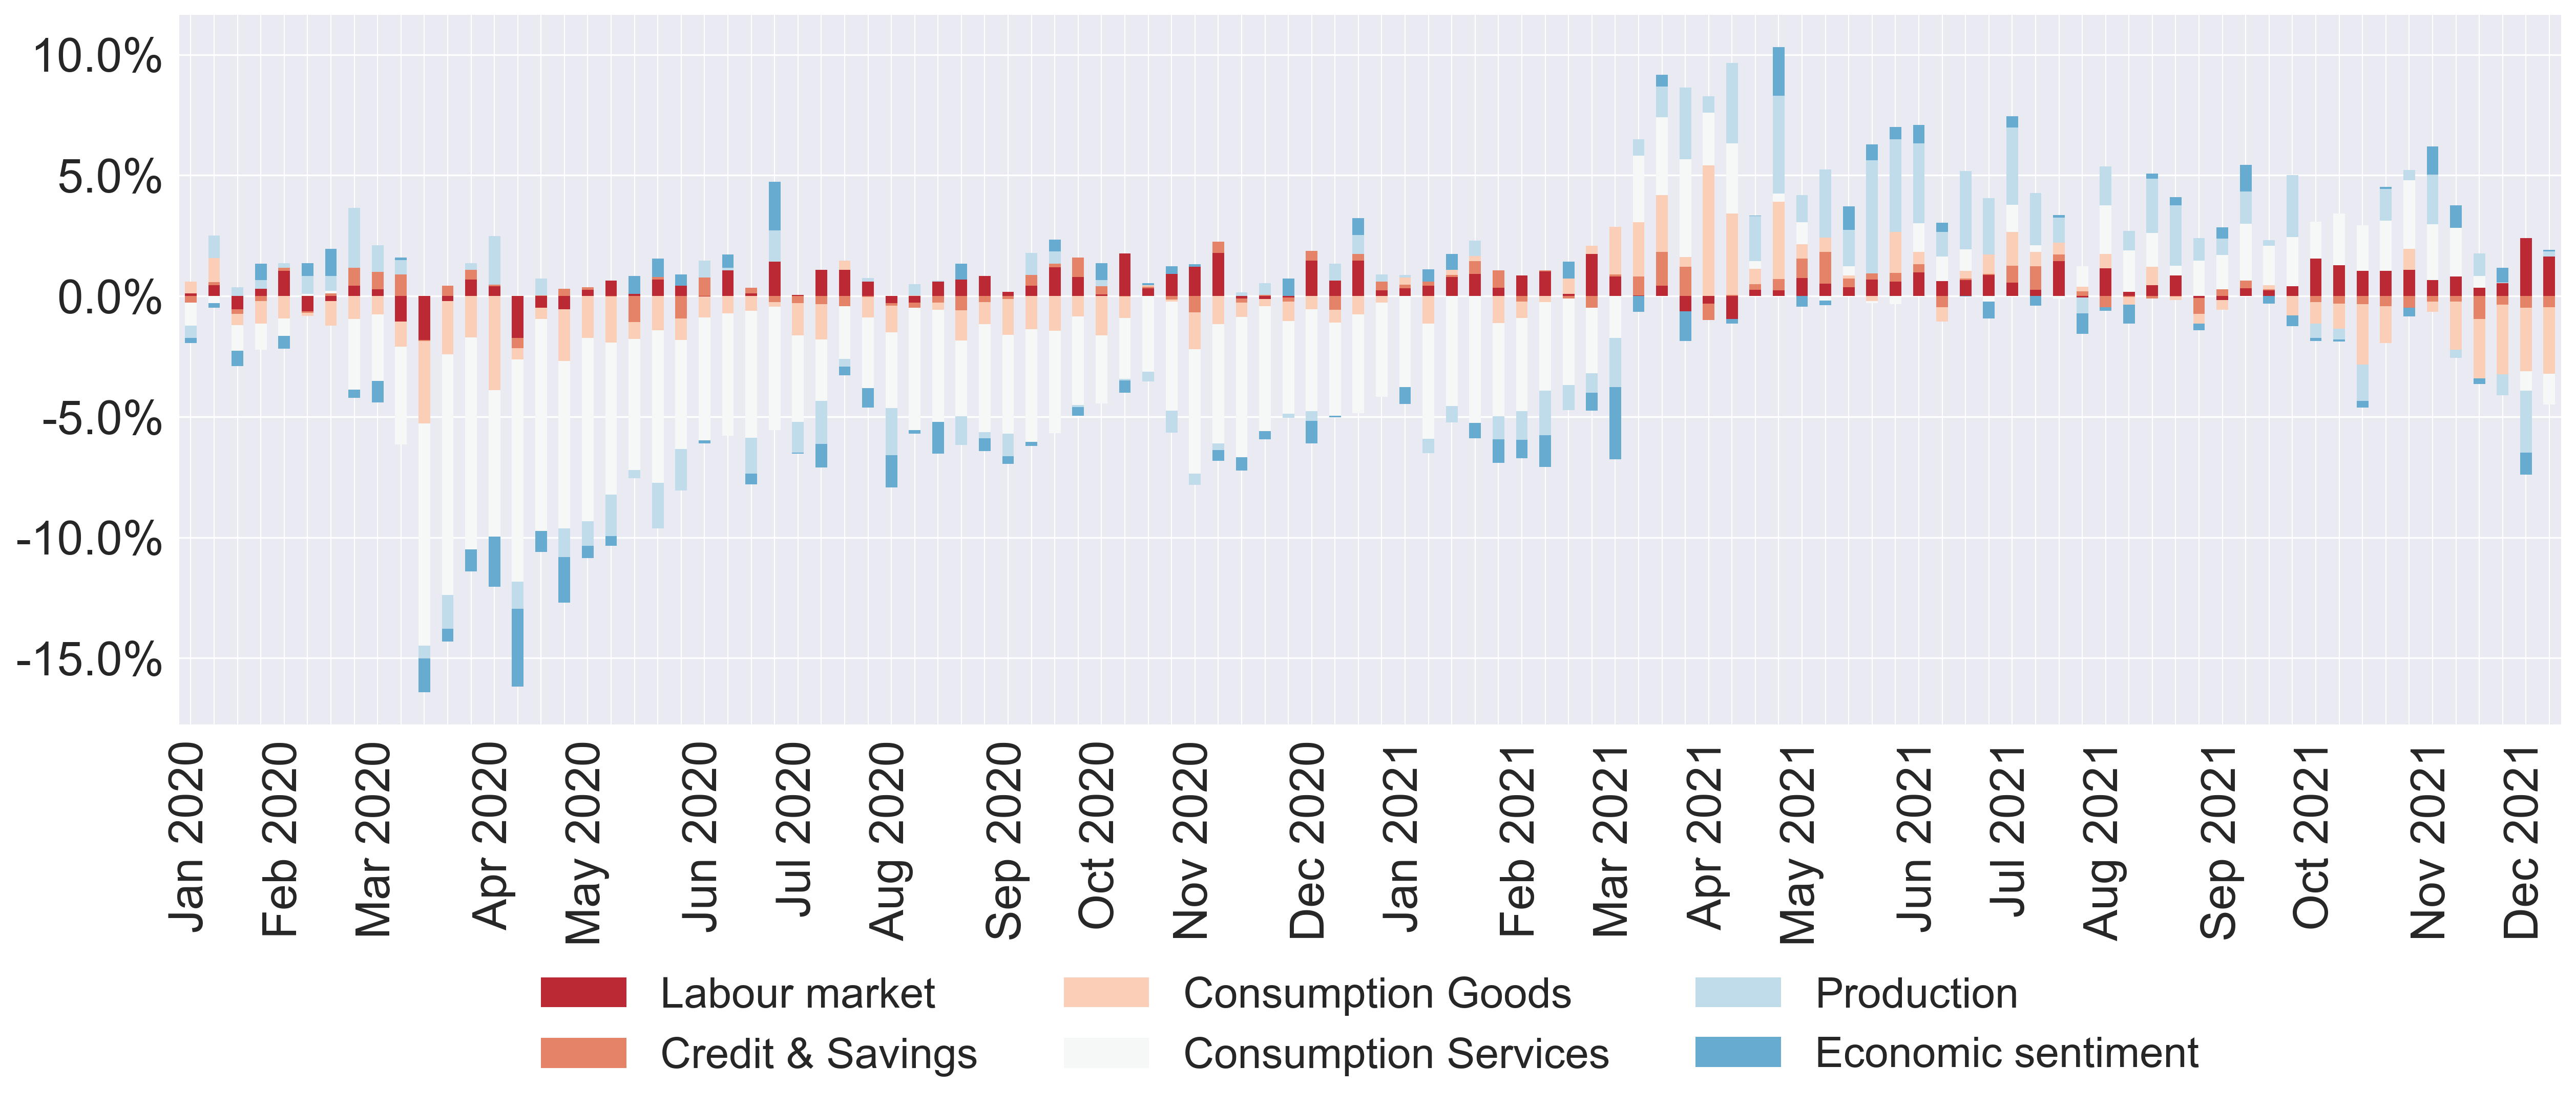 10.0%
5.0%
0.0%
-5.0%
-10.0%
-15.0%
Jan 2020
Feb 2020
Mar 2020
Apr 2020
May 2020
Jun 2020
Jul 2020
Aug 2020
Sep 2020
Oct 2020
Nov 2020
Dec 2020
Jan 2021
Feb 2021
Mar 2021
Apr 2021
May 2021
Jun 2021
Jul 2021
Aug 2021
Sep 2021
Oct 2021
Nov 2021
Dec 2021
Labour market
Consumption Goods
Production
Credit & Savings
Consumption Services
Economic sentiment